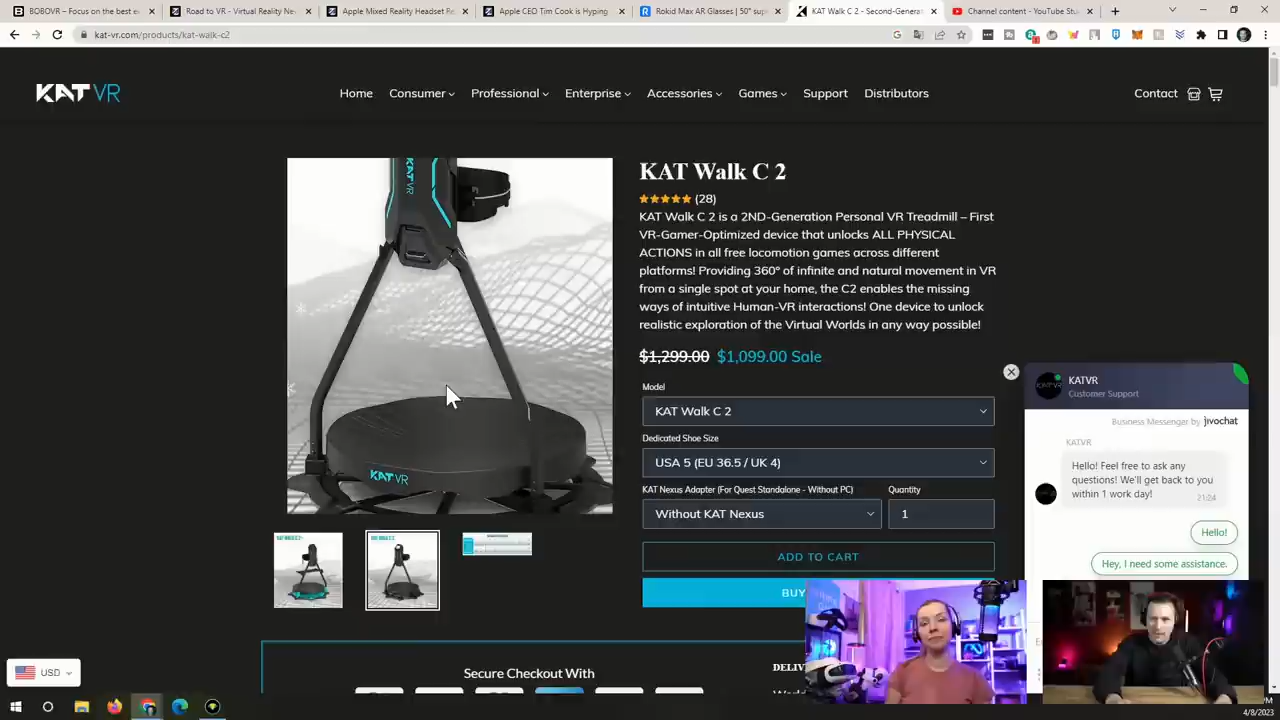 BOBOVR – Focus on the best e
Road to VR - Virtual Reality Ne
Apple Mixed Reality Headset Re
Apple CEO Tim Cook is Hyping
Rokid Max AR Glasses | 50° sup
KAT Walk C 2 - Second-Generat
Channel content - YouTube Stu
kat-vr.com/products/kat-walk-c2
KAT VR
Home
Consumer
Professional
Enterprise
Accessories
Games
Support
Distributors
Contact
KAT VR
KAT VR
KAT Walk C 2
(28)
KAT Walk C 2 is a 2ND-Generation Personal VR Treadmill – First
VR-Gamer-Optimized device that unlocks ALL PHYSICAL
ACTIONS in all free locomotion games across different
platforms! Providing 360° of infinite and natural movement in VR
from a single spot at your home, the C2 enables the missing
ways of intuitive Human-VR interactions! One device to unlock
realistic exploration of the Virtual Worlds in any way possible!
$1,299.00 $1,099.00 Sale
Model
KAT Walk C 2
Dedicated Shoe Size
USA 5 (EU 36.5 / UK 4)
KAT Nexus Adapter (For Quest Standalone - Without PC)
Quantity
Without KAT Nexus
1
ADD TO CART
BUY
Secure Checkout With
DELIV
USD
KATVR
Customer Support
Business Messenger by jivochat
KATVR
Hello! Feel free to ask any
questions! We'll get back to you
within 1 work day!
21:24
Hello!
Hey, I need some assistance.
4/8/2023